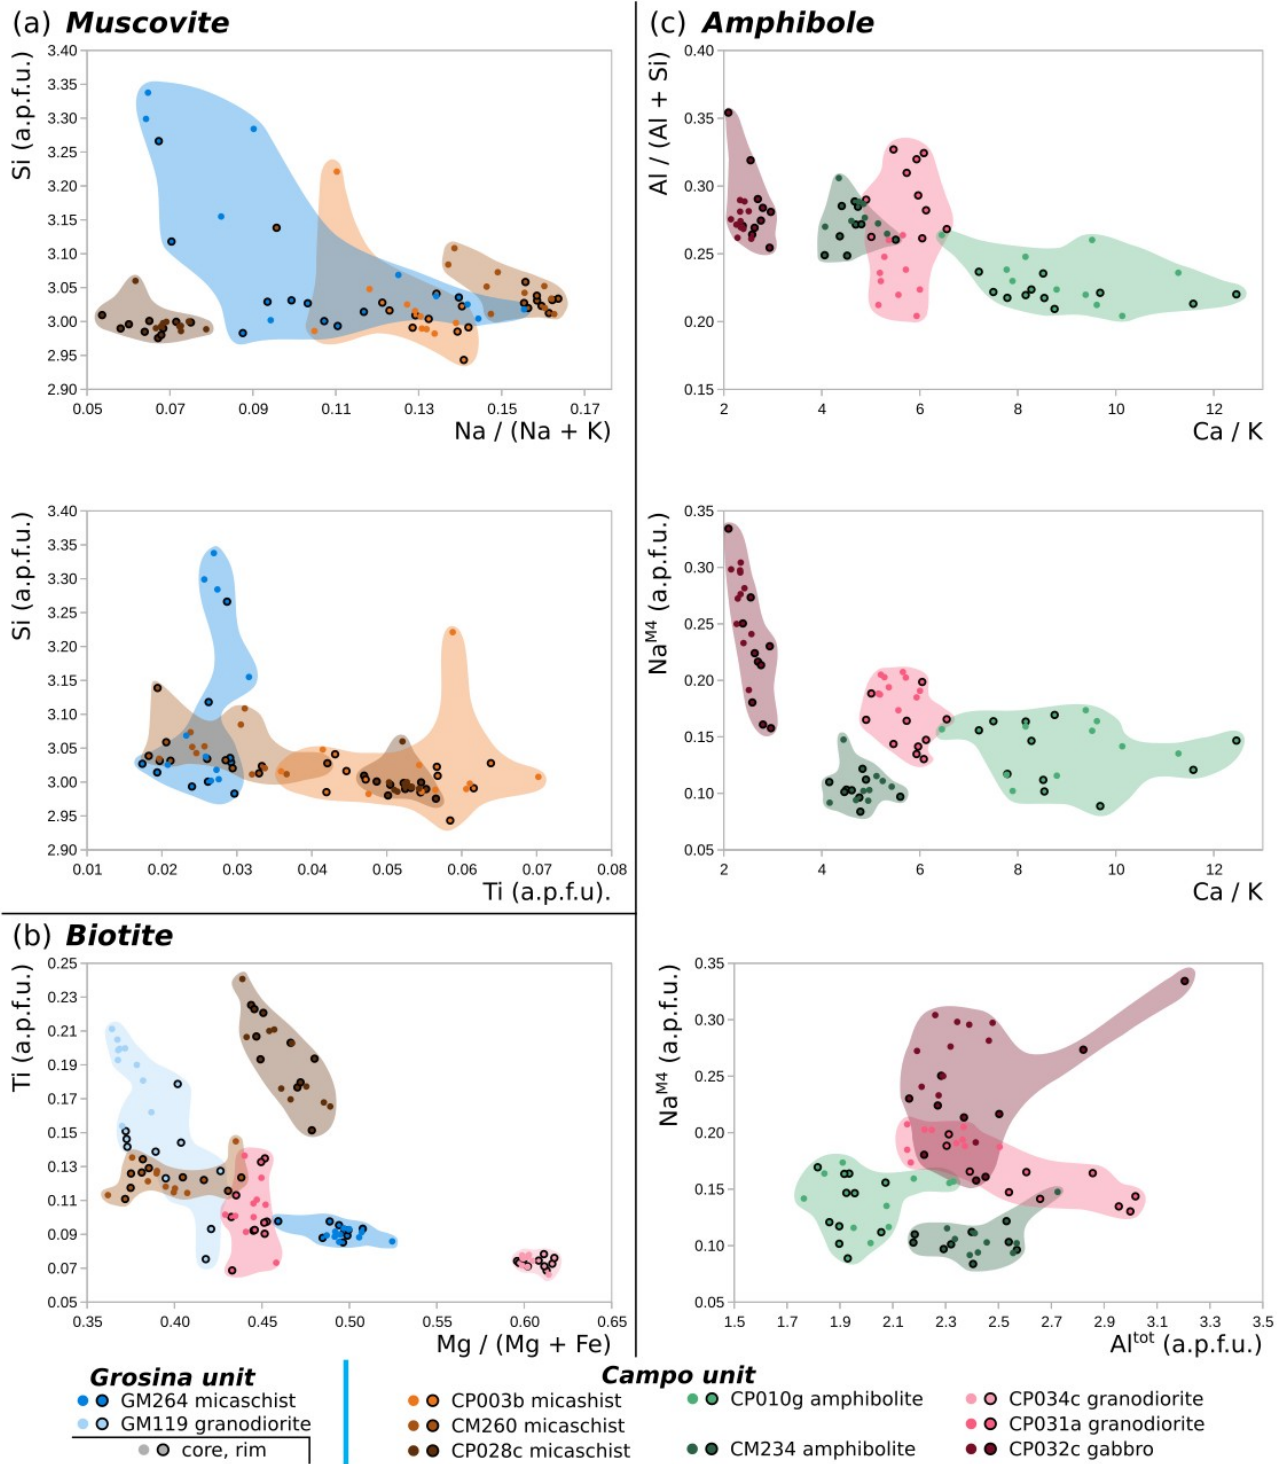 (a) Muscovite
Si (a.p.f.u.)
3.40
3.35
3.30
3.25
3.20
3.15
3.10
3.05
3.00
2.95
2.90
0.05 0.07 0.09 0.11 0.13 0.15 0.17
Na / (Na + K)
Si (a.p.f.u.)
3.40
3.35
3.30
3.25
3.20
3.15
3.10
3.05
3.00
2.95
2.90
0.01 0.02 0.03 0.04 0.05 0.06 0.07 0.08
Ti (a.p.f.u).
(b) Biotite
Ti (a.p.f.u.)
0.25
0.23
0.21
0.19
0.17
0.15
0.13
0.11
0.09
0.07
0.05
0.35 0.40 0.45 0.50 0.55 0.60 0.65
Mg / (Mg + Fe)
(c) Amphibole
Al / (Al + Si)
0.40
0.35
0.30
0.25
0.20
0.15
2 4 6 8 10 12
Ca / K
Naᴹ⁴ (a.p.f.u.)
0.35
0.30
0.25
0.20
0.15
0.10
0.05
2 4 6 8 10 12
Ca / K
Naᴹ⁴ (a.p.f.u.)
0.35
0.30
0.25
0.20
0.15
0.10
0.05
1.5 1.7 1.9 2.1 2.3 2.5 2.7 2.9 3.1 3.3 3.5
Alᵗᵒᵗ (a.p.f.u.)
Grosina unit
GM264 micaschist
GM119 granodiorite
core, rim
Campo unit
CP003b micashist
CM260 micaschist
CP028c micaschist
CP010g amphibolite
CM234 amphibolite
CP034c granodiorite
CP031a granodiorite
CP032c gabbro